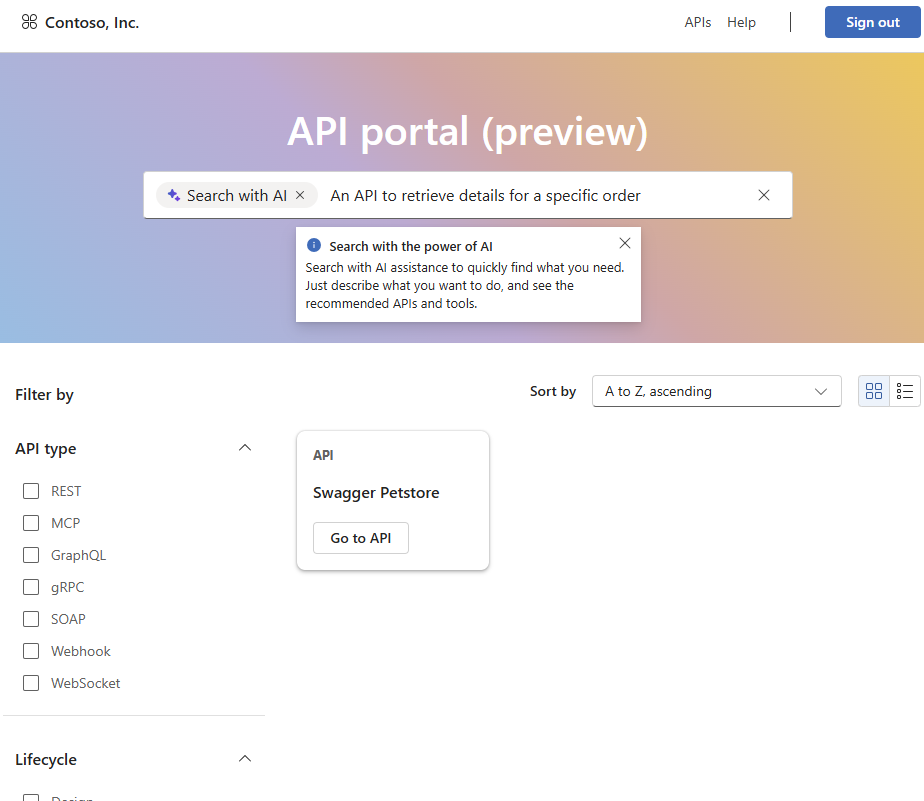 Contoso, Inc.
APIs Help
Sign out
API portal (preview)
Search with AI An API to retrieve details for a specific order
Search with the power of AI
Search with AI assistance to quickly find what you need.
Just describe what you want to do, and see the
recommended APIs and tools.
Filter by
Sort by A to Z, ascending
API type
REST
MCP
GraphQL
gRPC
SOAP
Webhook
WebSocket
Lifecycle
Design
API
Swagger Petstore
Go to API